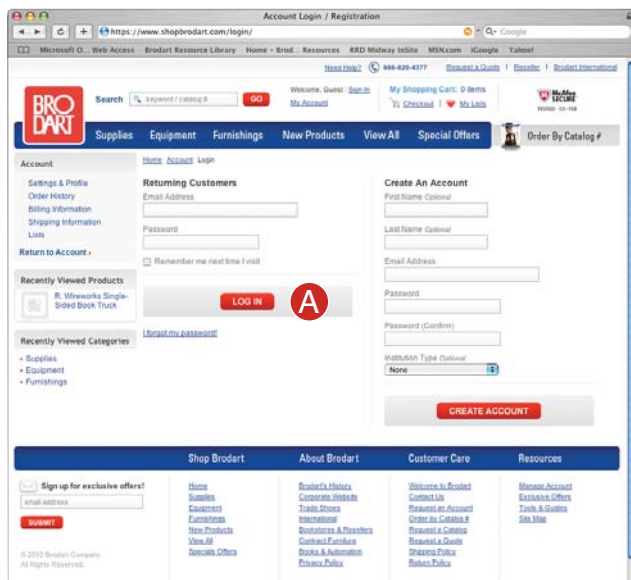 Account Login / Registration
https://www.shopbrodart.com/login/
Google
Microsoft O... Web Access Brodart Resource Library Home - Brod... Resources RRD Midway InSite MSN.com iGoogle Yahoo!
Need Help? 888-820-4377 Request a Quote | Reseller | Brodart International
BRO
DART
Search keyword / catalog # GO
Welcome, Guest | Sign In
My Account
My Shopping Cart: 0 items
Checkout | My Lists
McAfee
SECURE
TESTED
Supplies Equipment Furnishings New Products View All Special Offers Order By Catalog #
Account
Settings & Profile
Order History
Billing Information
Shipping Information
Lists
Return to Account
Recently Viewed Products
R. Wireworks Single-
Sided Book Truck
Recently Viewed Categories
Supplies
Equipment
Furnishings
Home Account Login
Returning Customers
Email Address
Password
Remember me next time I visit
LOG IN
A
I forgot my password!
Create An Account
First Name Optional
Last Name Optional
Email Address
Password
Password (Confirm)
Institution Type Optional
None
CREATE ACCOUNT
Sign up for exclusive offers!
email address
SUBMIT
© 2010 Brodart Company
All Rights Reserved.
Shop Brodart
Home
Supplies
Equipment
Furnishings
New Products
View All
Specials Offers
About Brodart
Brodart's History
Corporate Website
Trade Shows
International
Bookstores & Resellers
Contract Furniture
Books & Automation
Privacy Policy
Customer Care
Welcome to Brodart
Contact Us
Request an Account
Order by Catalog #
Request a Catalog
Request a Quote
Shipping Policy
Return Policy
Resources
Manage Account
Exclusive Offers
Tools & Guides
Site Map